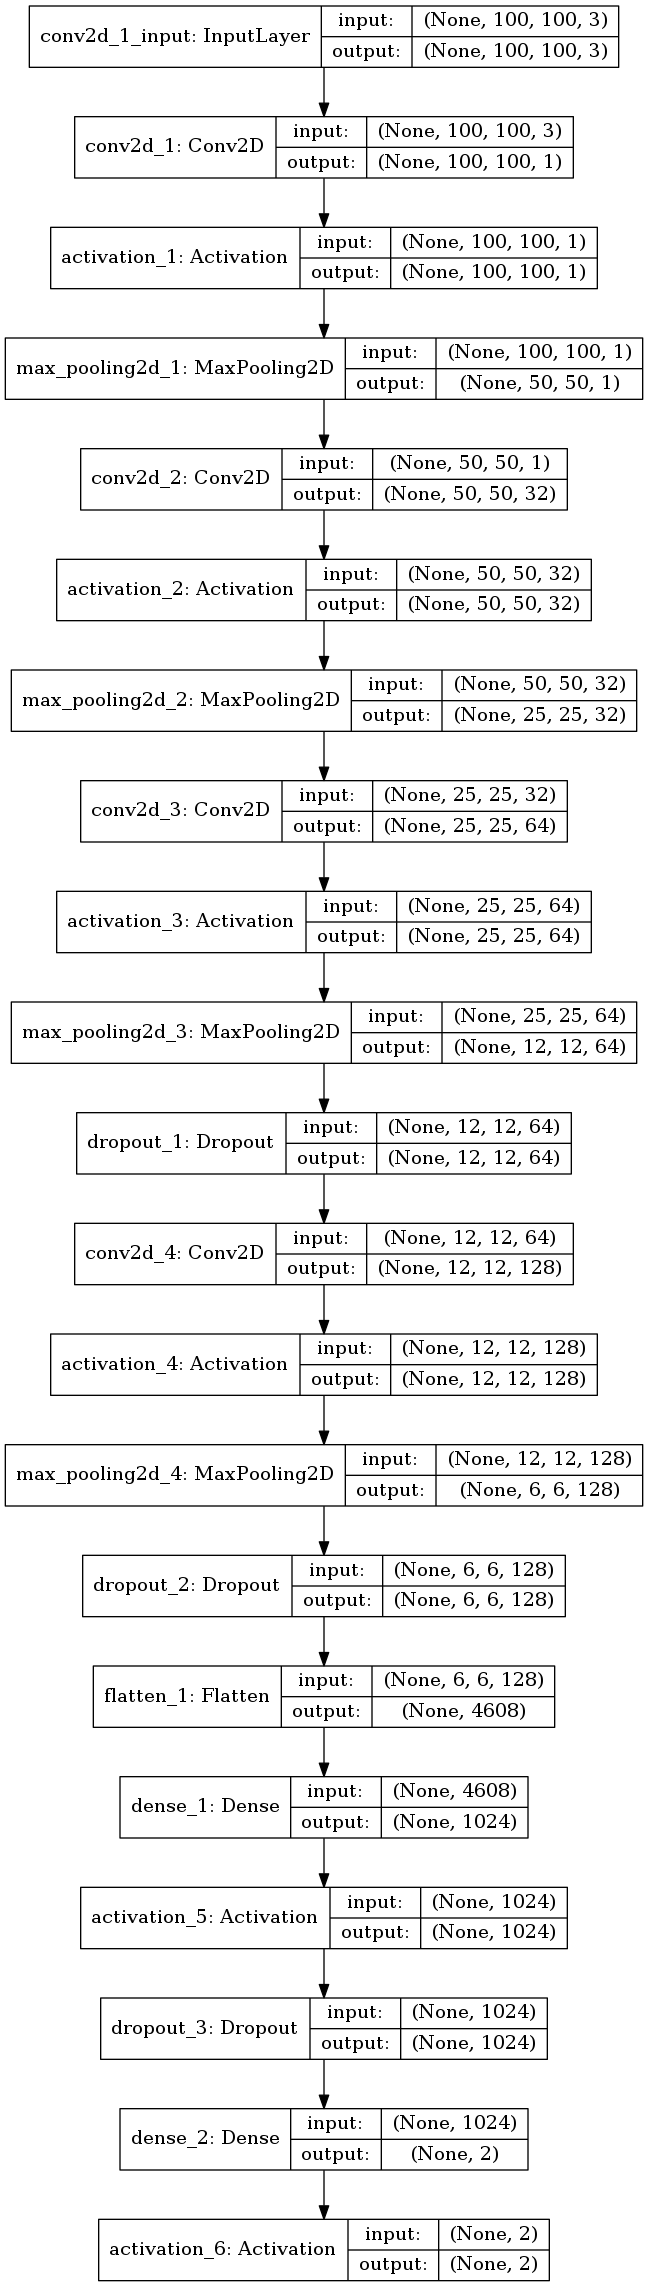 conv2d_1_input: InputLayer
input: (None, 100, 100, 3)
output: (None, 100, 100, 3)
conv2d_1: Conv2D
input: (None, 100, 100, 3)
output: (None, 100, 100, 1)
activation_1: Activation
input: (None, 100, 100, 1)
output: (None, 100, 100, 1)
max_pooling2d_1: MaxPooling2D
input: (None, 100, 100, 1)
output: (None, 50, 50, 1)
conv2d_2: Conv2D
input: (None, 50, 50, 1)
output: (None, 50, 50, 32)
activation_2: Activation
input: (None, 50, 50, 32)
output: (None, 50, 50, 32)
max_pooling2d_2: MaxPooling2D
input: (None, 50, 50, 32)
output: (None, 25, 25, 32)
conv2d_3: Conv2D
input: (None, 25, 25, 32)
output: (None, 25, 25, 64)
activation_3: Activation
input: (None, 25, 25, 64)
output: (None, 25, 25, 64)
max_pooling2d_3: MaxPooling2D
input: (None, 25, 25, 64)
output: (None, 12, 12, 64)
dropout_1: Dropout
input: (None, 12, 12, 64)
output: (None, 12, 12, 64)
conv2d_4: Conv2D
input: (None, 12, 12, 64)
output: (None, 12, 12, 128)
activation_4: Activation
input: (None, 12, 12, 128)
output: (None, 12, 12, 128)
max_pooling2d_4: MaxPooling2D
input: (None, 12, 12, 128)
output: (None, 6, 6, 128)
dropout_2: Dropout
input: (None, 6, 6, 128)
output: (None, 6, 6, 128)
flatten_1: Flatten
input: (None, 6, 6, 128)
output: (None, 4608)
dense_1: Dense
input: (None, 4608)
output: (None, 1024)
activation_5: Activation
input: (None, 1024)
output: (None, 1024)
dropout_3: Dropout
input: (None, 1024)
output: (None, 1024)
dense_2: Dense
input: (None, 1024)
output: (None, 2)
activation_6: Activation
input: (None, 2)
output: (None, 2)